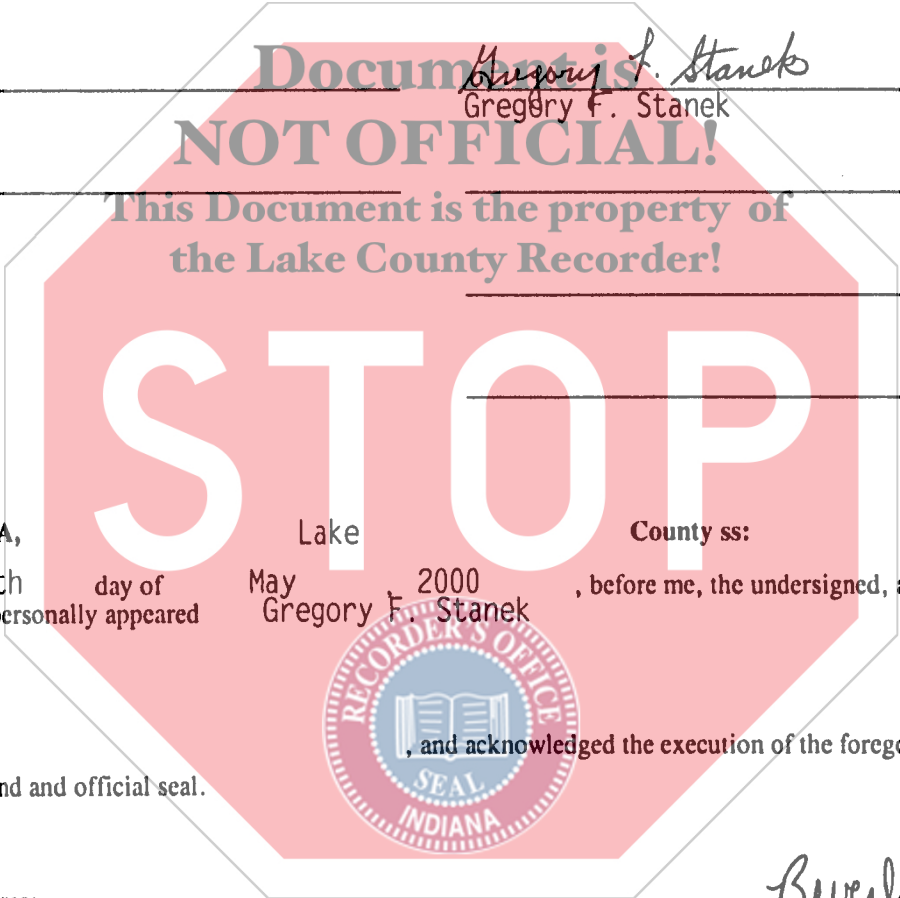 Gregory F. Stanek
Document is
Gregory F. Stanek
NOT OFFICIAL!
This Document is the property of
the Lake County Recorder!
STOP
A, Lake County ss:
th day of May , 2000 , before me, the undersigned, a
ersonally appeared Gregory F. Stanek
RECORDER'S OFFICE
, and acknowledged the execution of the forego
SEAL
nd and official seal.
INDIANA